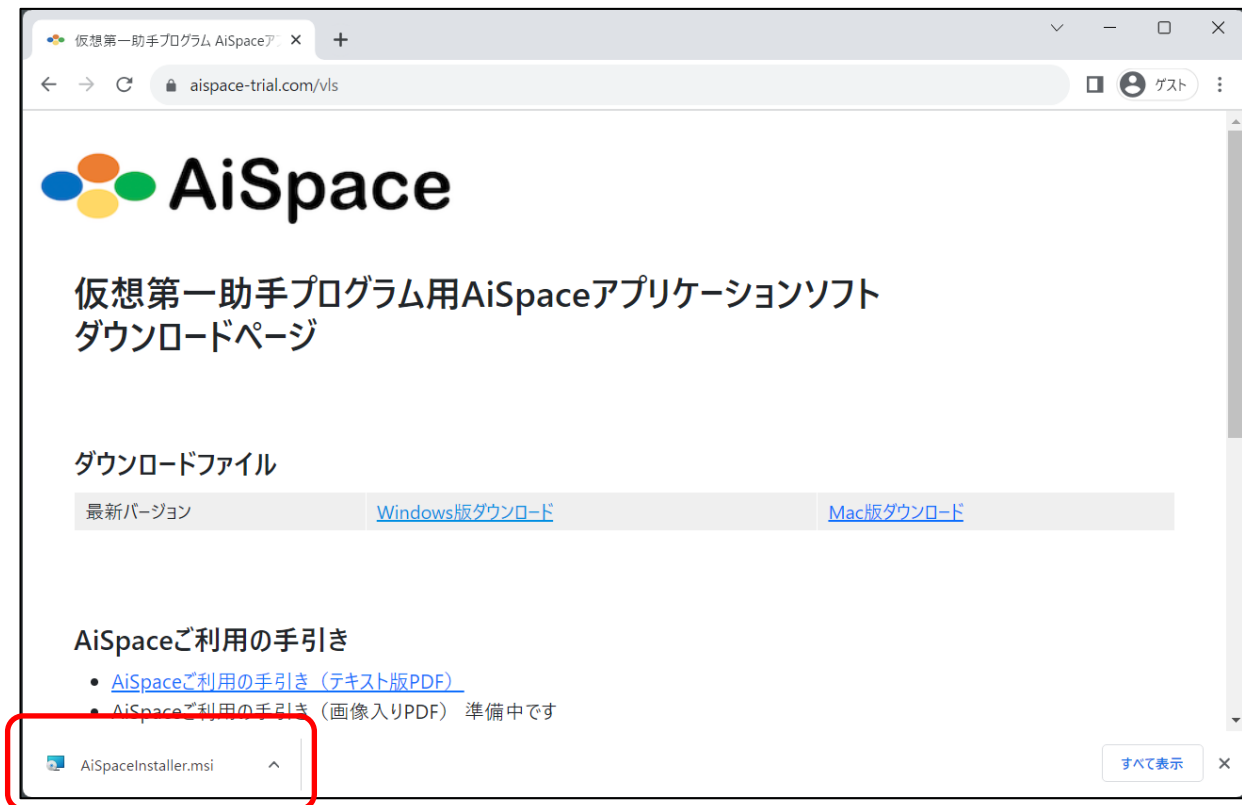 仮想第一助手プログラム AiSpaceア
aispace-trial.com/vls
ゲスト
AiSpace
仮想第一助手プログラム用AiSpaceアプリケーションソフト
ダウンロードページ
ダウンロードファイル
最新バージョン Windows版ダウンロード Mac版ダウンロード
AiSpaceご利用の手引き
AiSpaceご利用の手引き（テキスト版PDF）
AiSpaceご利用の手引き（画像入りPDF） 準備中です
AiSpaceInstaller.msi
すべて表示